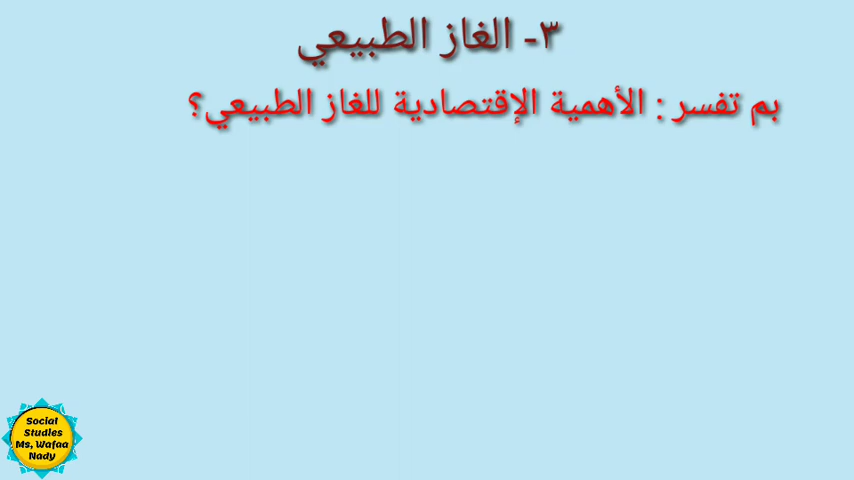 ٣- الغاز الطبيعي
بم تفسر : الأهمية الإقتصادية للغاز الطبيعي؟
Social
Studies
Ms, Wafaa
Nady